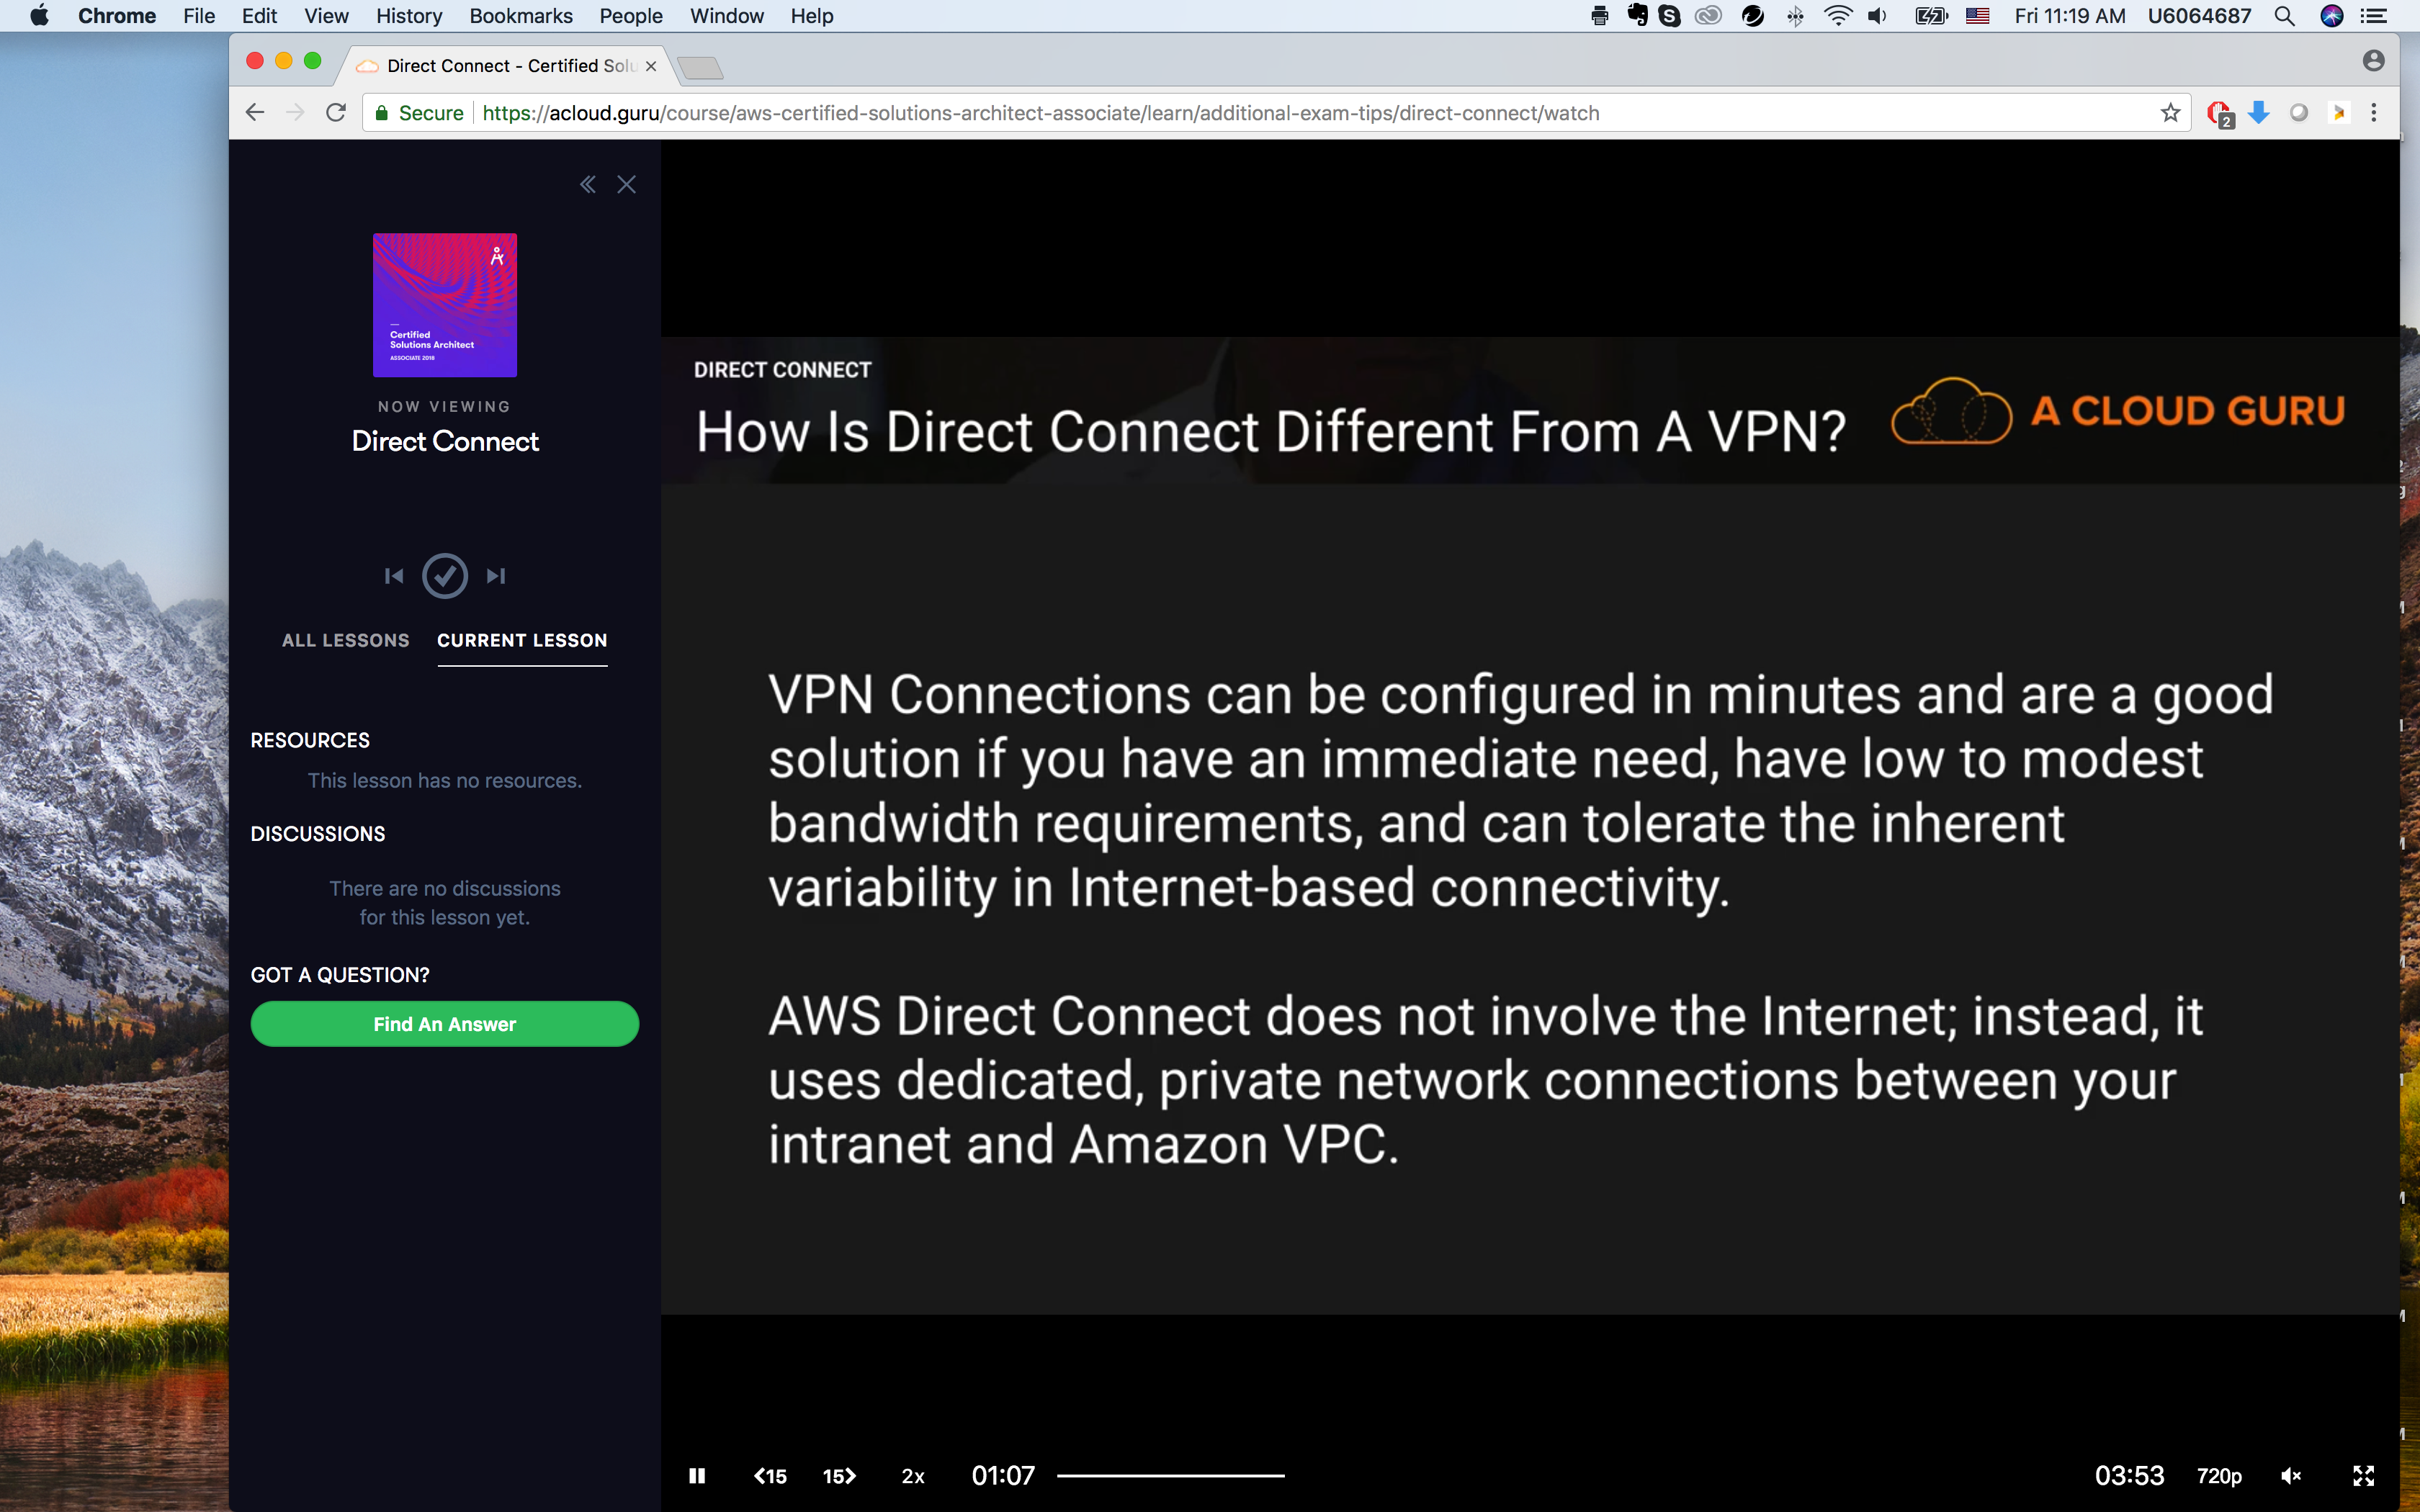 Chrome File Edit View History Bookmarks People Window Help Fri 11:19 AM U6064687
Direct Connect - Certified Solu
Secure https://acloud.guru/course/aws-certified-solutions-architect-associate/learn/additional-exam-tips/direct-connect/watch
2
Certified
Solutions Architect
ASSOCIATE 2018
NOW VIEWING
Direct Connect
ALL LESSONS CURRENT LESSON
RESOURCES
This lesson has no resources.
DISCUSSIONS
There are no discussions
for this lesson yet.
GOT A QUESTION?
Find An Answer
DIRECT CONNECT
How Is Direct Connect Different From A VPN?
A CLOUD GURU
VPN Connections can be configured in minutes and are a good
solution if you have an immediate need, have low to modest
bandwidth requirements, and can tolerate the inherent
variability in Internet-based connectivity.
AWS Direct Connect does not involve the Internet; instead, it
uses dedicated, private network connections between your
intranet and Amazon VPC.
15 15 2x 01:07 03:53 720p